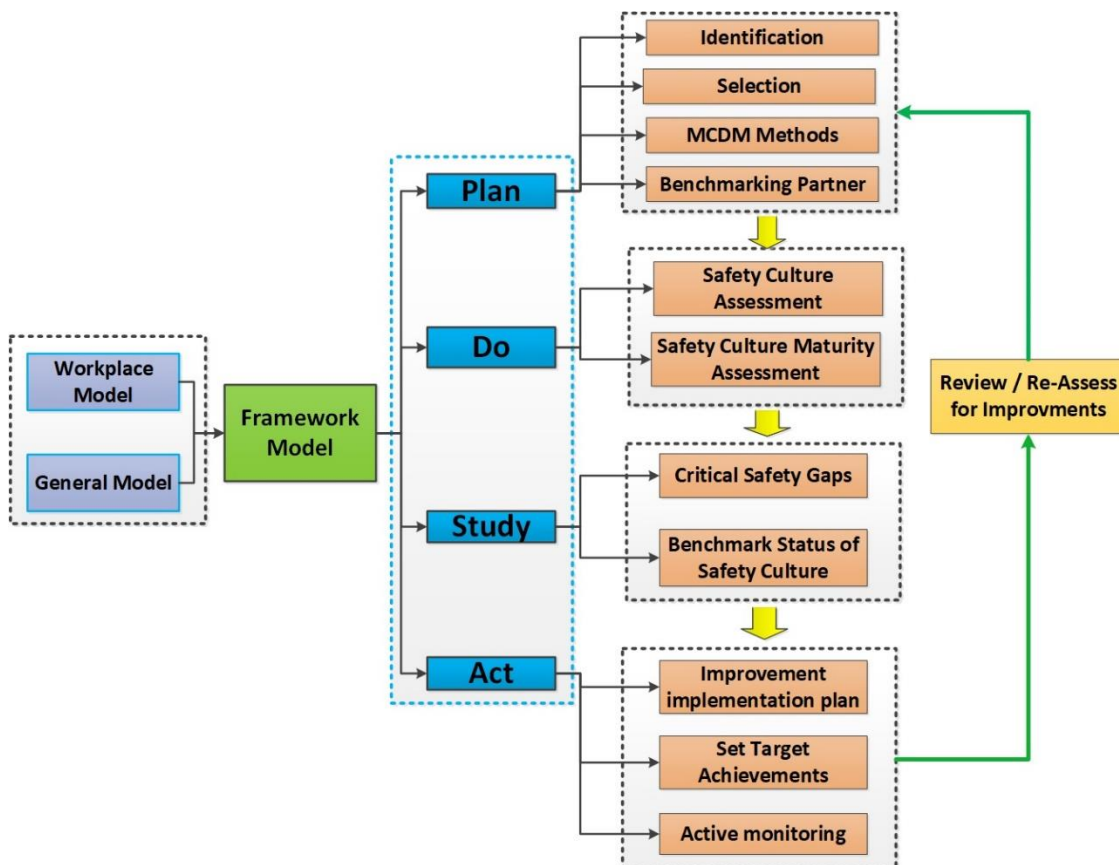 Workplace
Model
General Model
Framework
Model
Plan
Do
Study
Act
Identification
Selection
MCDM Methods
Benchmarking Partner
Safety Culture
Assessment
Safety Culture Maturity
Assessment
Critical Safety Gaps
Benchmark Status of
Safety Culture
Improvement
implementation plan
Set Target
Achievements
Active monitoring
Review / Re-Assess
for Improvments